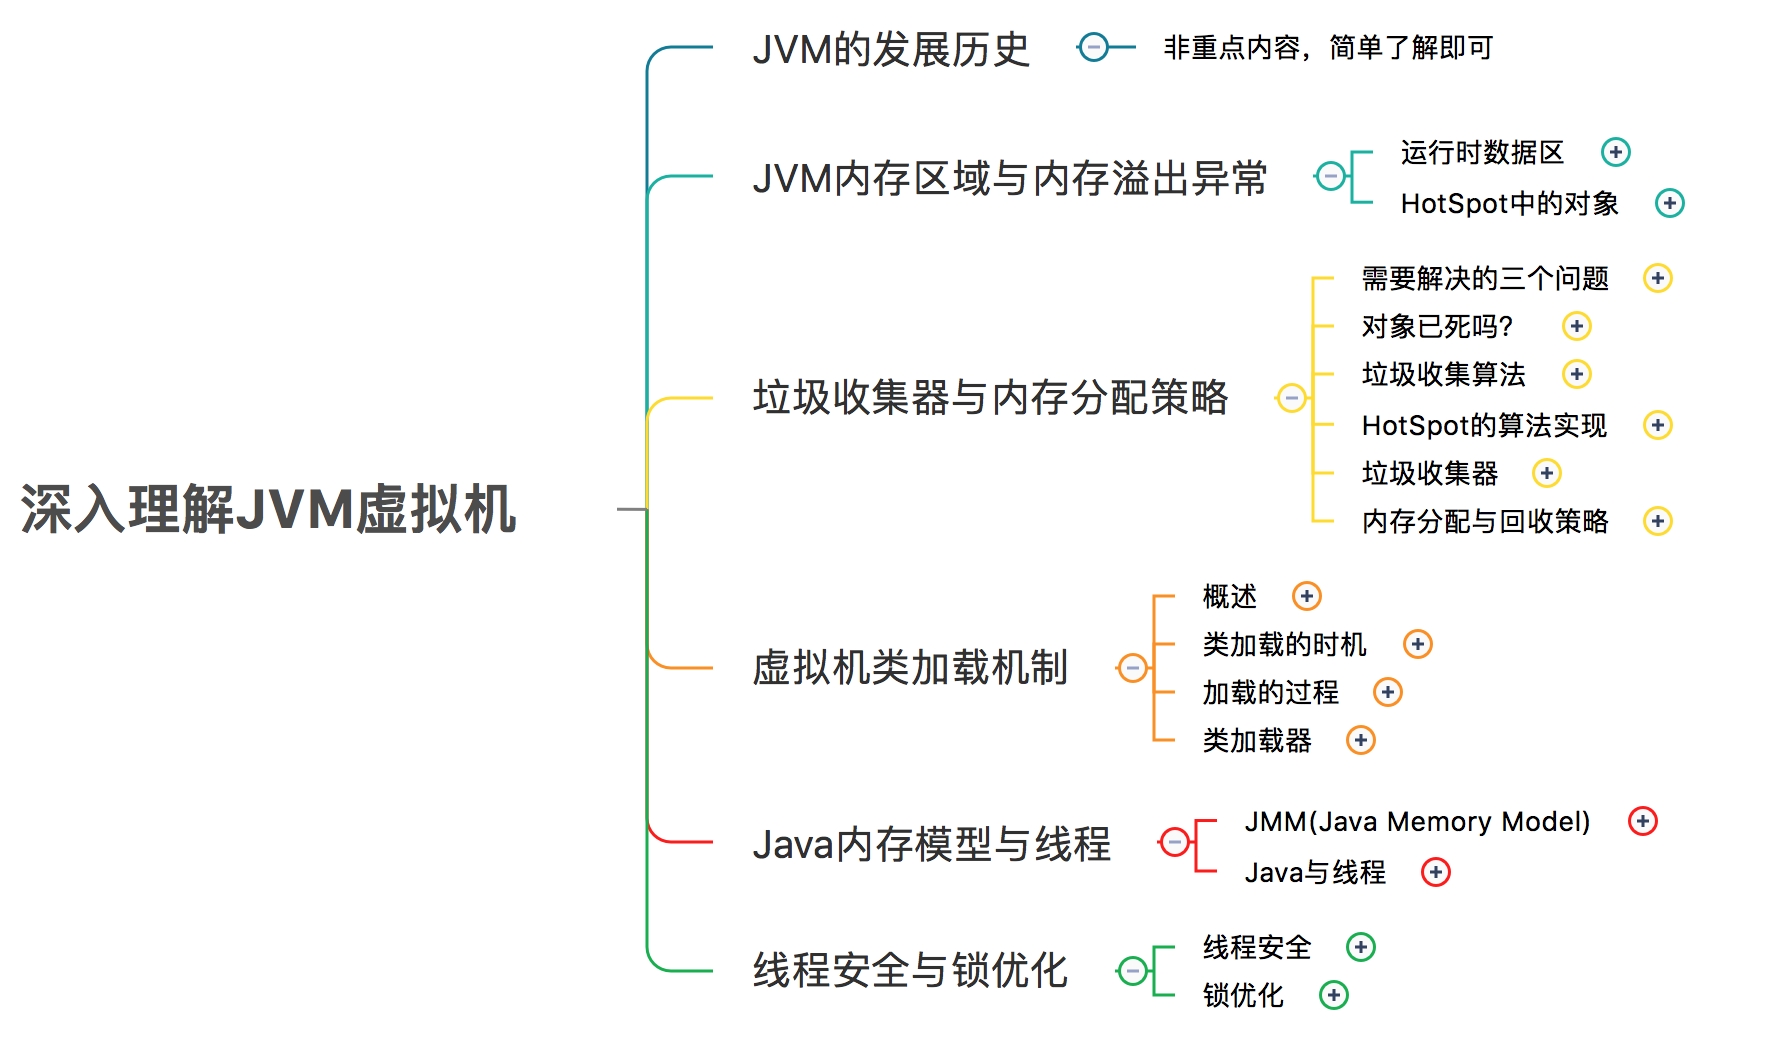 深入理解JVM虚拟机
JVM的发展历史
非重点内容，简单了解即可
JVM内存区域与内存溢出异常
运行时数据区
HotSpot中的对象
垃圾收集器与内存分配策略
需要解决的三个问题
对象已死吗？
垃圾收集算法
HotSpot的算法实现
垃圾收集器
内存分配与回收策略
虚拟机类加载机制
概述
类加载的时机
加载的过程
类加载器
Java内存模型与线程
JMM(Java Memory Model)
Java与线程
线程安全与锁优化
线程安全
锁优化